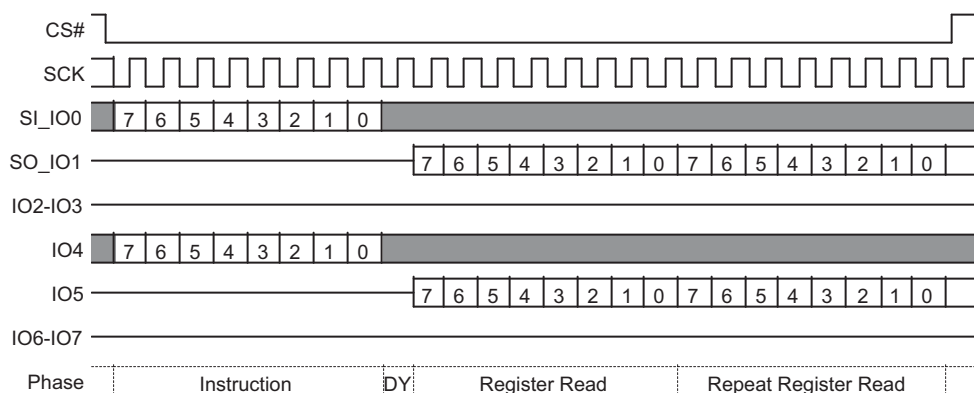 CS#
SCK
SI_IO0 7 6 5 4 3 2 1 0
SO_IO1 7 6 5 4 3 2 1 0 7 6 5 4 3 2 1 0
IO2-IO3
IO4 7 6 5 4 3 2 1 0
IO5 7 6 5 4 3 2 1 0 7 6 5 4 3 2 1 0
IO6-IO7
Phase Instruction DY Register Read Repeat Register Read